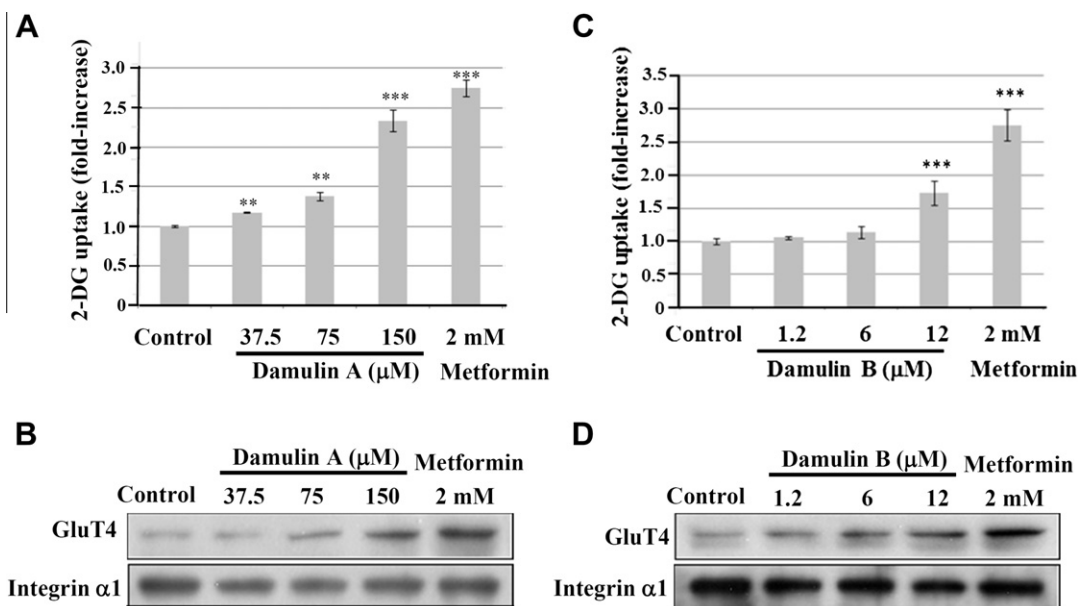 A
2-DG uptake (fold-increase)
3.0
2.5
2.0
1.5
1.0
0.5
0
**
**
***
***
Control 37.5 75 150 2 mM
Damulin A (μM) Metformin
C
2-DG uptake (fold-increase)
3.5
3.0
2.5
2.0
1.5
1.0
0.5
0
***
***
Control 1.2 6 12 2 mM
Damulin B (μM) Metformin
B
Damulin A (μM) Metformin
Control 37.5 75 150 2 mM
GluT4
Integrin α1
D
Damulin B (μM) Metformin
Control 1.2 6 12 2 mM
GluT4
Integrin α1